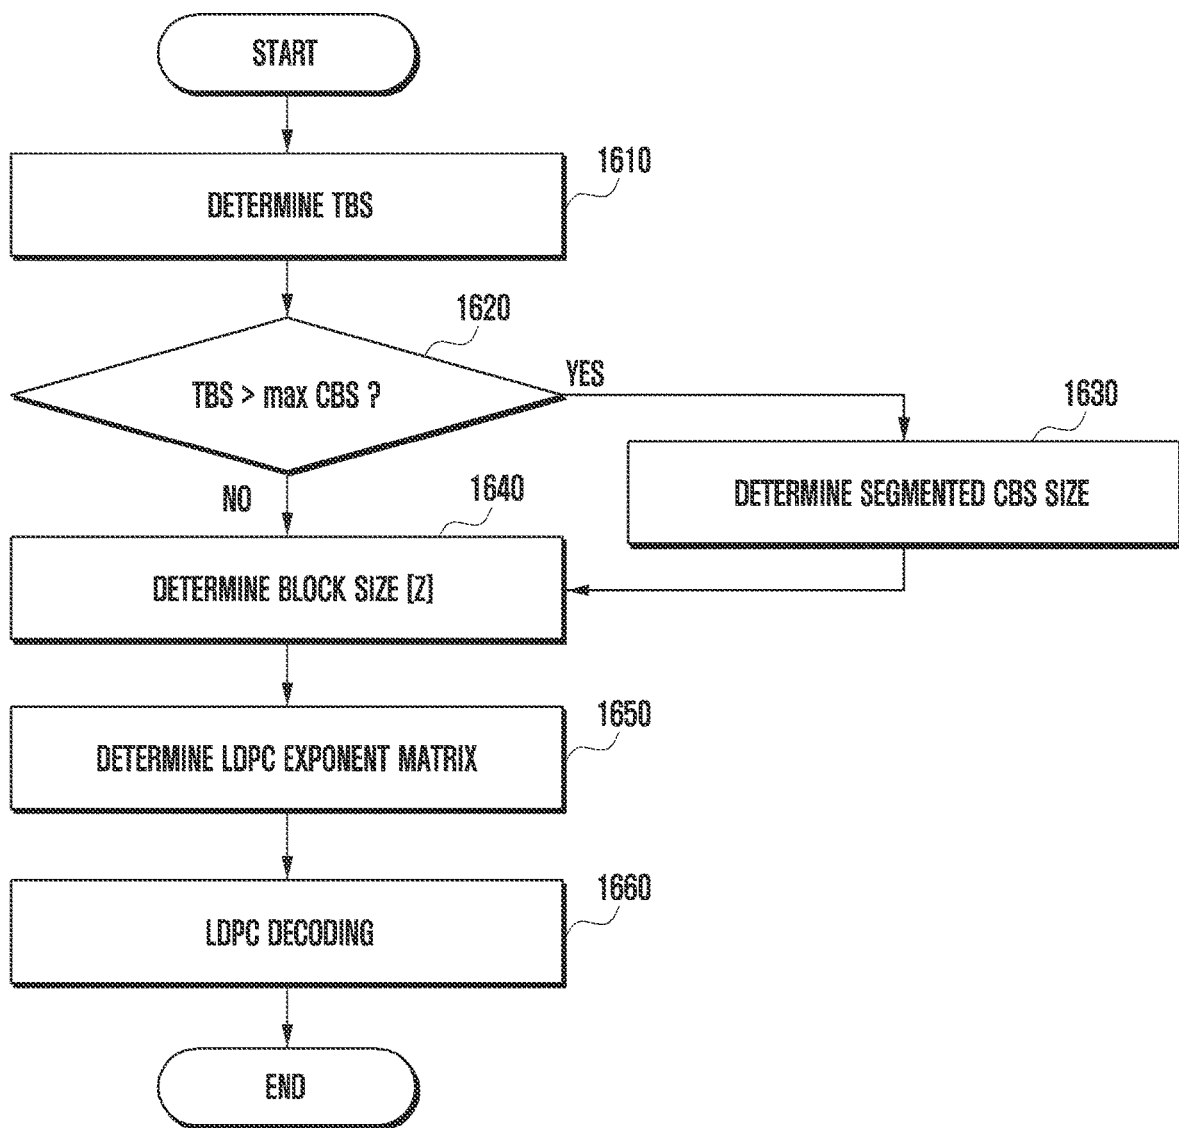 START
1610
DETERMINE TBS
1620
TBS > max CBS ?
YES
1630
DETERMINE SEGMENTED CBS SIZE
NO
1640
DETERMINE BLOCK SIZE [Z]
1650
DETERMINE LDPC EXPONENT MATRIX
1660
LDPC DECODING
END